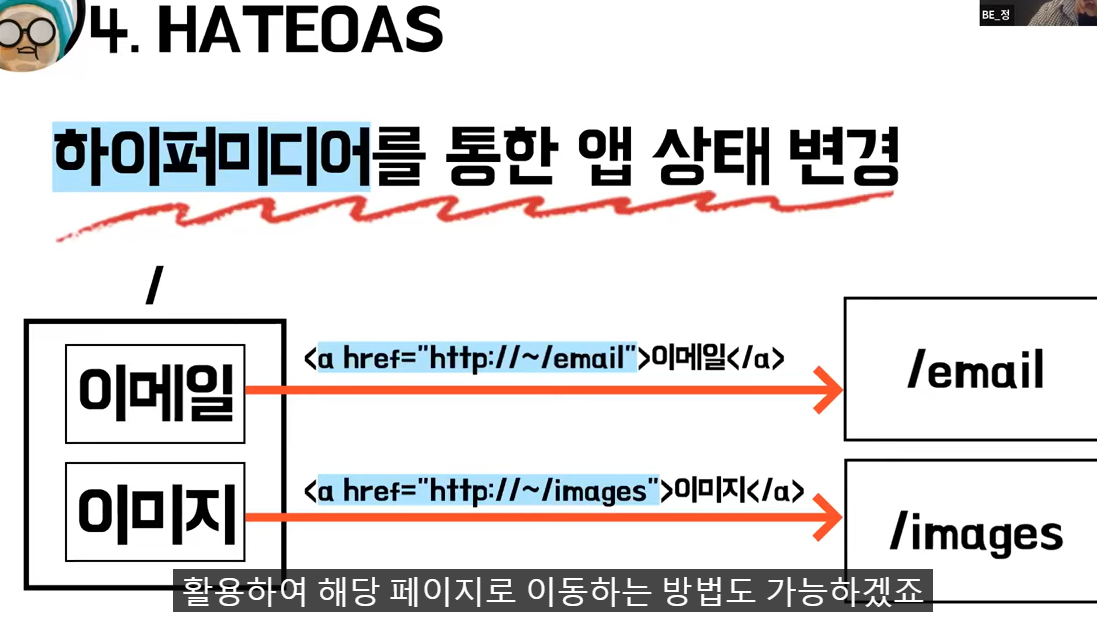 4. HATEOAS
BE_정
하이퍼미디어를 통한 앱 상태 변경
/
이메일
<a href="http://~/email">이메일</a>
/email
이미지
<a href="http://~/images">이미지</a>
/images
활용하여 해당 페이지로 이동하는 방법도 가능하겠죠